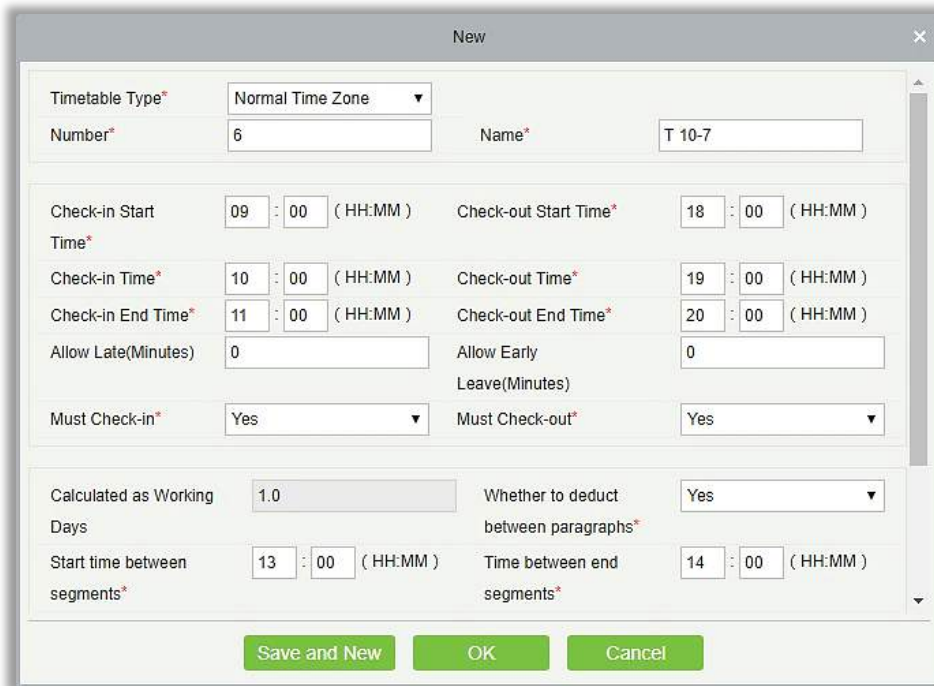 New ×
Timetable Type* Normal Time Zone ▼
Number* 6 Name* T 10-7
Check-in Start 09 : 00 ( HH:MM ) Check-out Start Time* 18 : 00 ( HH:MM )
Time*
Check-in Time* 10 : 00 ( HH:MM ) Check-out Time* 19 : 00 ( HH:MM )
Check-in End Time* 11 : 00 ( HH:MM ) Check-out End Time* 20 : 00 ( HH:MM )
Allow Late(Minutes) 0 Allow Early 0
Leave(Minutes)
Must Check-in* Yes ▼ Must Check-out* Yes ▼
Calculated as Working 1.0 Whether to deduct Yes ▼
Days between paragraphs*
Start time between 13 : 00 ( HH:MM ) Time between end 14 : 00 ( HH:MM )
segments* segments*
Save and New OK Cancel